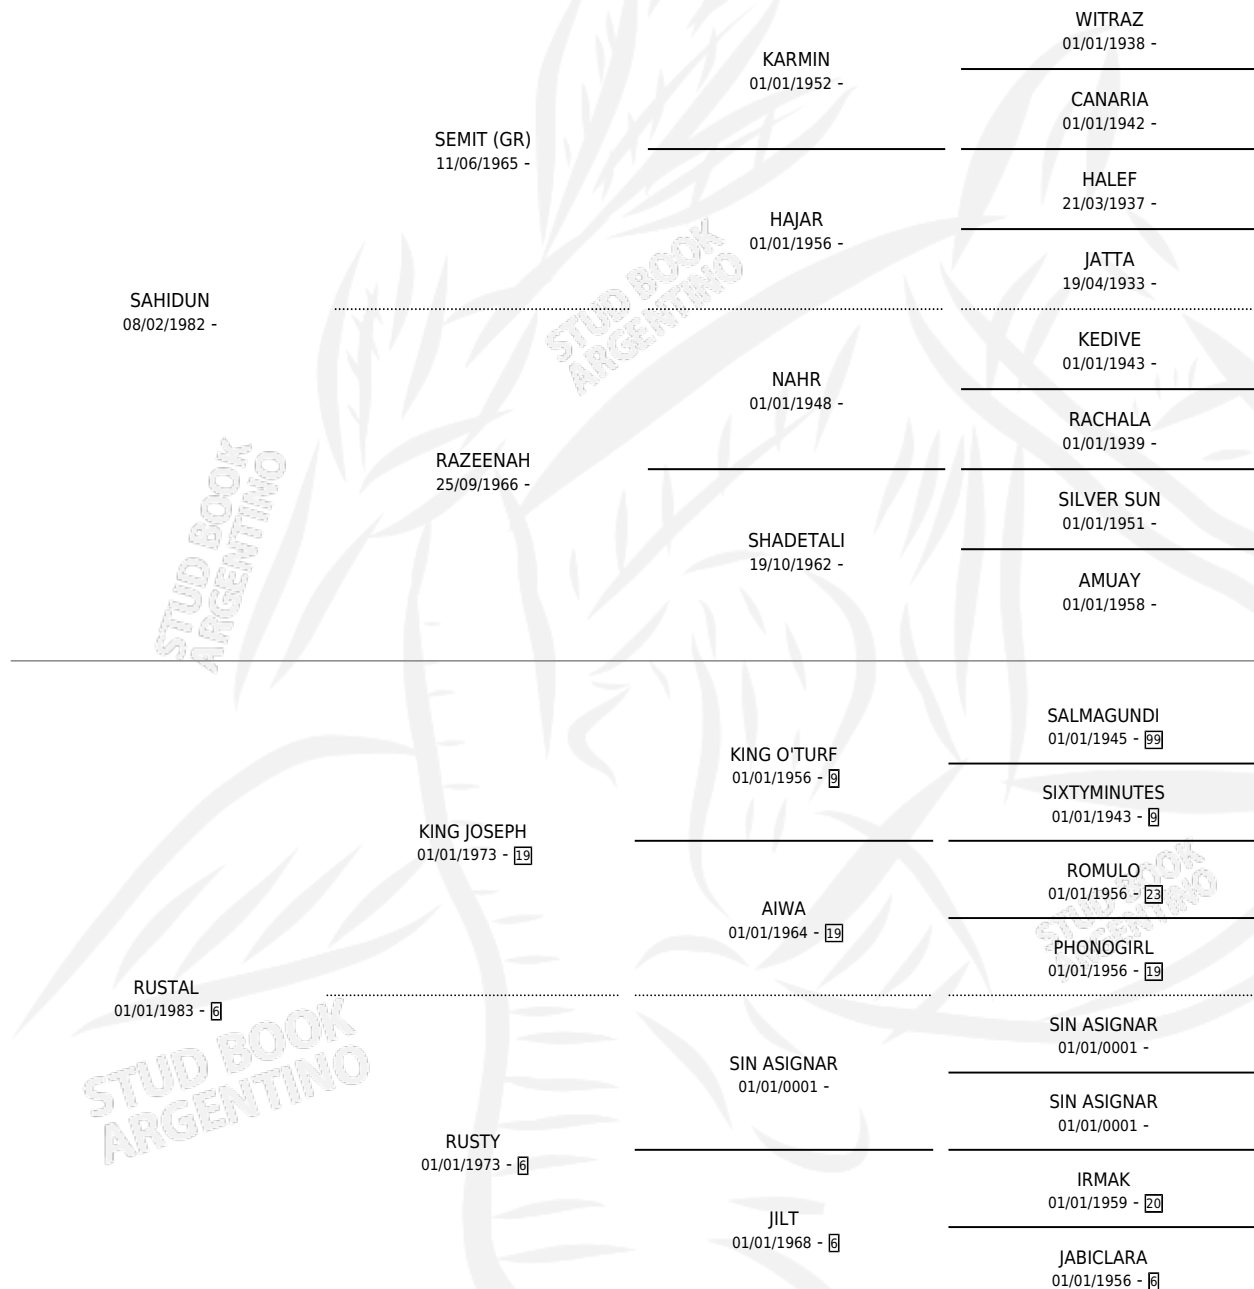 WITRAZ
01/01/1938 -
KARMIN
01/01/1952 -
CANARIA
01/01/1942 -
SEMIT (GR)
11/06/1965 -
HALEF
21/03/1937 -
HAJAR
01/01/1956 -
JATTA
19/04/1933 -
SAHIDUN
08/02/1982 -
KEDIVE
01/01/1943 -
NAHR
01/01/1948 -
RACHALA
01/01/1939 -
RAZEENAH
25/09/1966 -
SILVER SUN
01/01/1951 -
SHADETALI
19/10/1962 -
AMUAY
01/01/1958 -
SALMAGUNDI
01/01/1945 - 99
KING O'TURF
01/01/1956 - 9
SIXTYMINUTES
01/01/1943 - 9
KING JOSEPH
01/01/1973 - 19
ROMULO
01/01/1956 - 23
AIWA
01/01/1964 - 19
PHONOGIRL
01/01/1956 - 19
RUSTAL
01/01/1983 - 6
SIN ASIGNAR
01/01/0001 -
SIN ASIGNAR
01/01/0001 -
SIN ASIGNAR
01/01/0001 -
RUSTY
01/01/1973 - 6
IRMAK
01/01/1959 - 20
JILT
01/01/1968 - 6
JABICLARA
01/01/1956 - 6
STUD BOOK
ARGENTINO
STUD BOOK
ARGENTINO
STUD BOOK
ARGENTINO
STUD BOOK
ARGENTINO